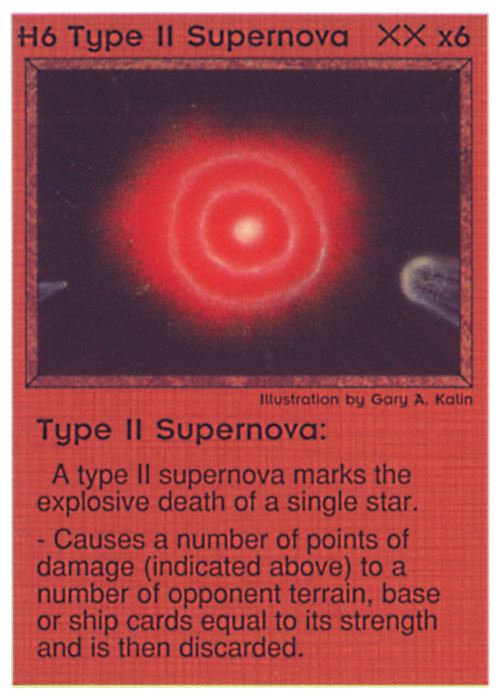 H6 Type II Supernova XX x6
Illustration by Gary A. Kalin
Type II Supernova:
A type II supernova marks the
explosive death of a single star.
- Causes a number of points of
damage (indicated above) to a
number of opponent terrain, base
or ship cards equal to its strength
and is then discarded.